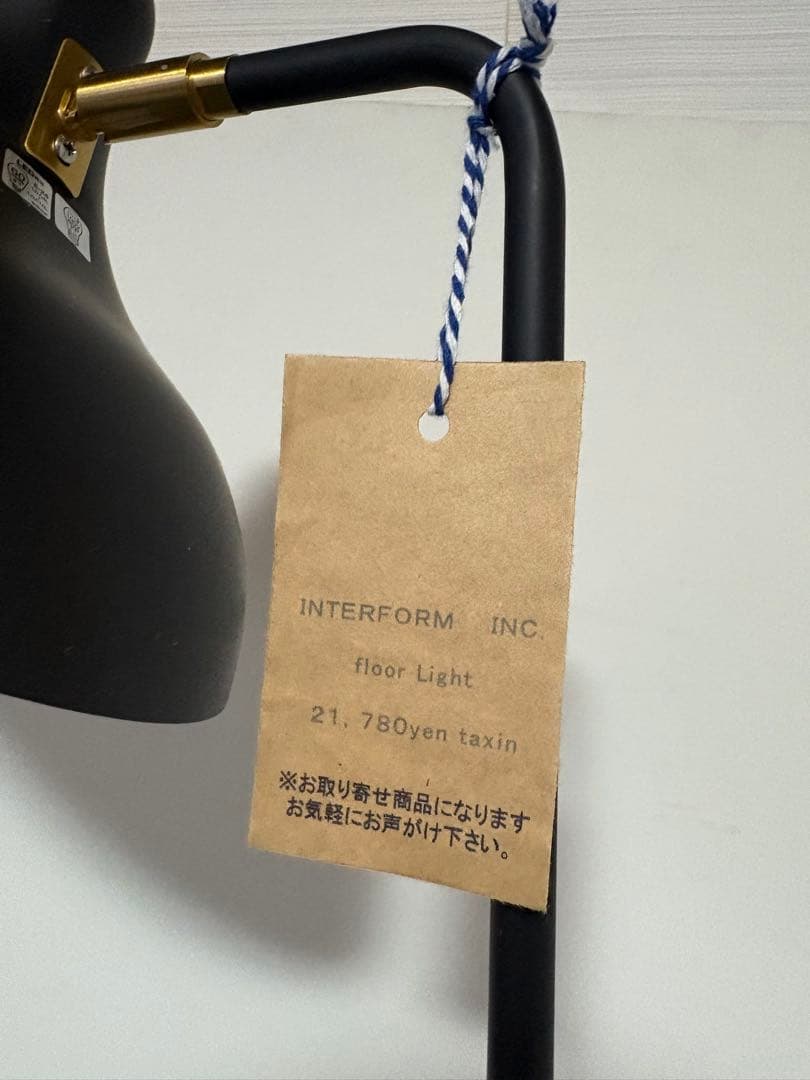 INTERFORM INC.
floor Light
21, 780yen taxin
※お取り寄せ商品になります
お気軽にお声がけ下さい。